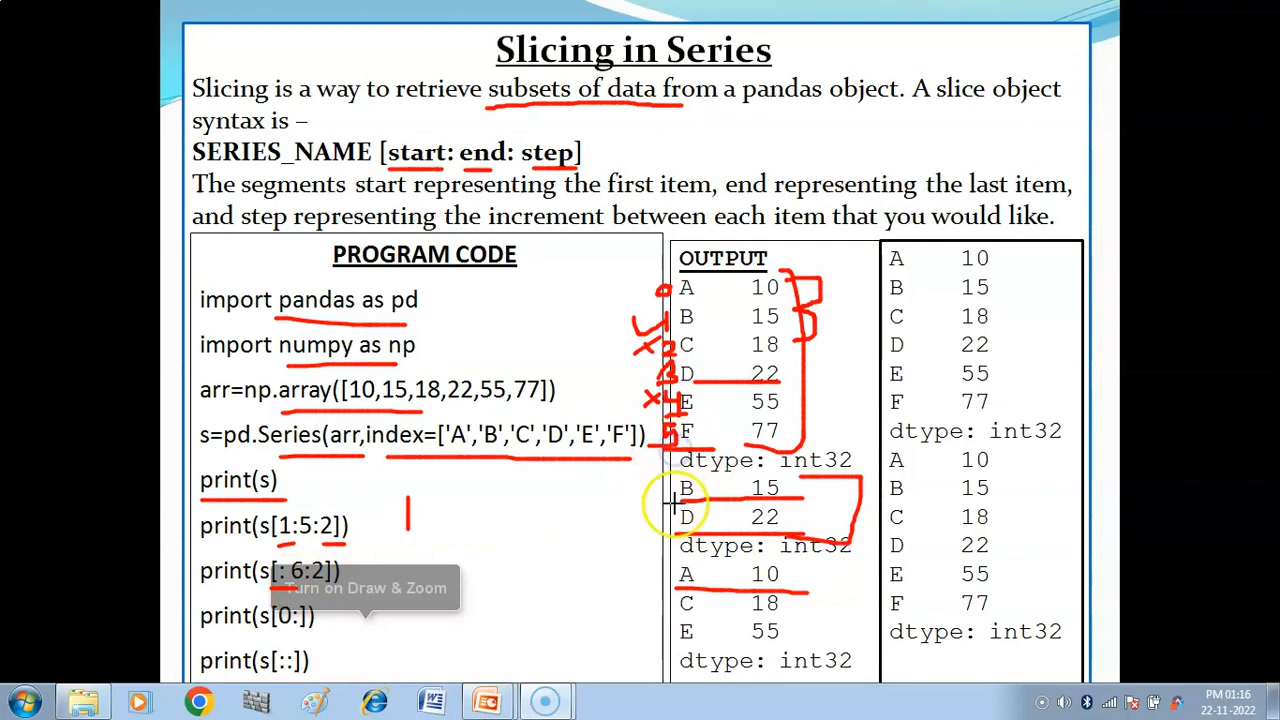 Slicing in Series
Slicing is a way to retrieve subsets of data from a pandas object. A slice object
syntax is –
SERIES_NAME [start: end: step]
The segments start representing the first item, end representing the last item,
and step representing the increment between each item that you would like.
PROGRAM CODE
import pandas as pd
import numpy as np
arr=np.array([10,15,18,22,55,77])
s=pd.Series(arr,index=['A','B','C','D','E','F'])
print(s)
print(s[1:5:2])
print(s[: 6:2])
Turn on Draw & Zoom
print(s[0:])
print(s[::])
OUTPUT
0 A 10
1 B 15
2 C 18
3 D 22
4 E 55
5 F 77
dtype: int32
B 15
D 22
dtype: int32
A 10
C 18
E 55
dtype: int32
A 10
B 15
C 18
D 22
E 55
F 77
dtype: int32
A 10
B 15
C 18
D 22
E 55
F 77
dtype: int32
PM 01:16
22-11-2022